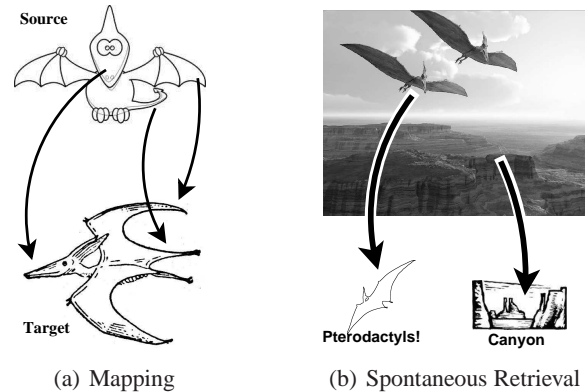 Source
Target
Pterodactyls!
Canyon
(a) Mapping
(b) Spontaneous Retrieval